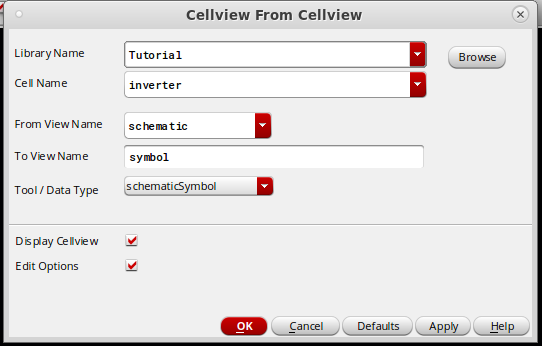 Cellview From Cellview
Library Name Tutorial Browse
Cell Name inverter
From View Name schematic
To View Name symbol
Tool / Data Type schematicSymbol
Display Cellview
Edit Options
OK Cancel Defaults Apply Help